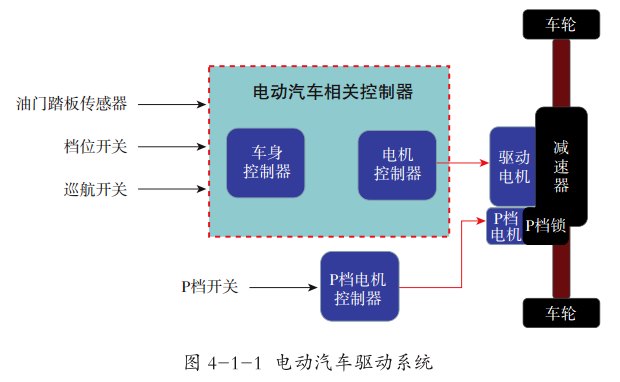 车轮
电动汽车相关控制器
油门踏板传感器
档位开关
巡航开关
车身
控制器
电机
控制器
驱动
电机
减速器
P档
电机
P档锁
P档开关
P档电机
控制器
车轮
图 4-1-1 电动汽车驱动系统